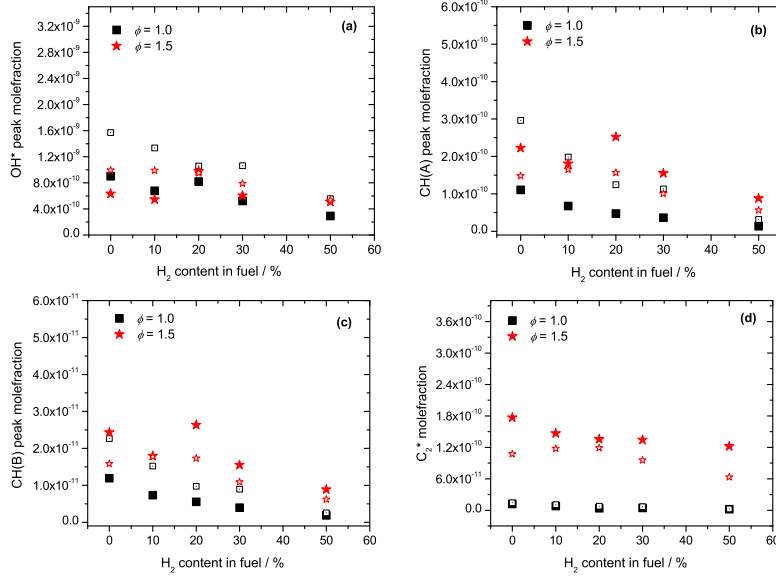 (a)
ϕ = 1.0
ϕ = 1.5
3.2x10⁻⁹
2.8x10⁻⁹
2.4x10⁻⁹
2.0x10⁻⁹
1.6x10⁻⁹
1.2x10⁻⁹
8.0x10⁻¹⁰
4.0x10⁻¹⁰
0.0
OH* peak molefraction
0 10 20 30 40 50 60
H₂ content in fuel / %
(b)
ϕ = 1.0
ϕ = 1.5
6.0x10⁻¹⁰
5.0x10⁻¹⁰
4.0x10⁻¹⁰
3.0x10⁻¹⁰
2.0x10⁻¹⁰
1.0x10⁻¹⁰
0.0
CH(A) peak molefraction
0 10 20 30 40 50
H₂ content in fuel / %
(c)
ϕ = 1.0
ϕ = 1.5
6.0x10⁻¹¹
5.0x10⁻¹¹
4.0x10⁻¹¹
3.0x10⁻¹¹
2.0x10⁻¹¹
1.0x10⁻¹¹
0.0
CH(B) peak molefraction
0 10 20 30 40 50 60
H₂ content in fuel / %
(d)
ϕ = 1.0
ϕ = 1.5
3.6x10⁻¹⁰
3.0x10⁻¹⁰
2.4x10⁻¹⁰
1.8x10⁻¹⁰
1.2x10⁻¹⁰
6.0x10⁻¹¹
0.0
C₂* molefraction
0 10 20 30 40 50 60
H₂ content in fuel / %